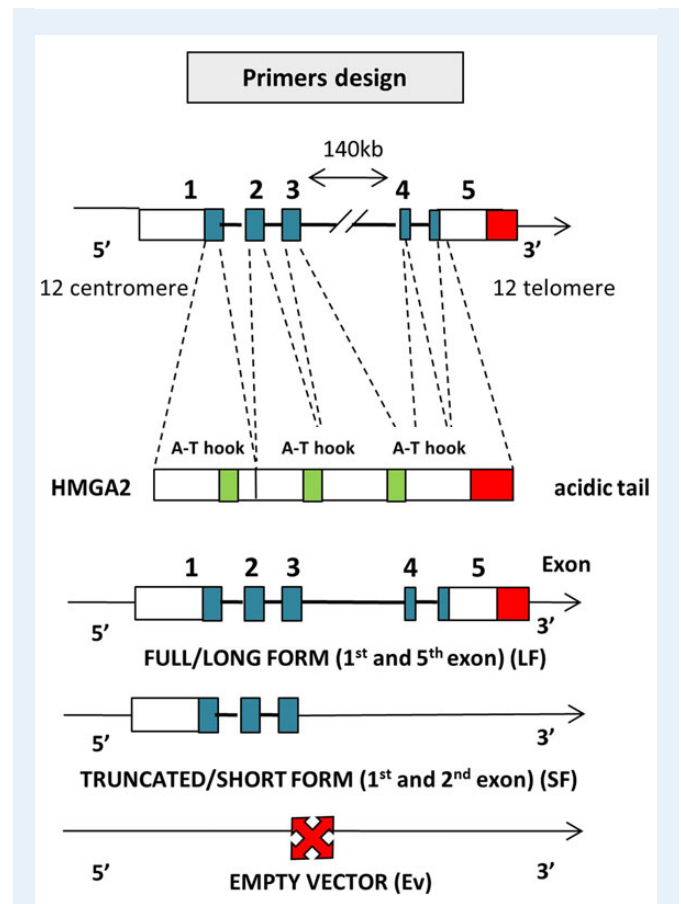 Primers design
140kb
1 2 3 4 5
5’ 3’
12 centromere 12 telomere
A-T hook A-T hook A-T hook
HMGA2 acidic tail
1 2 3 4 5 Exon
5’ 3’
FULL/LONG FORM (1st and 5th exon) (LF)
5’ 3’
TRUNCATED/SHORT FORM (1st and 2nd exon) (SF)
5’ 3’
EMPTY VECTOR (Ev)